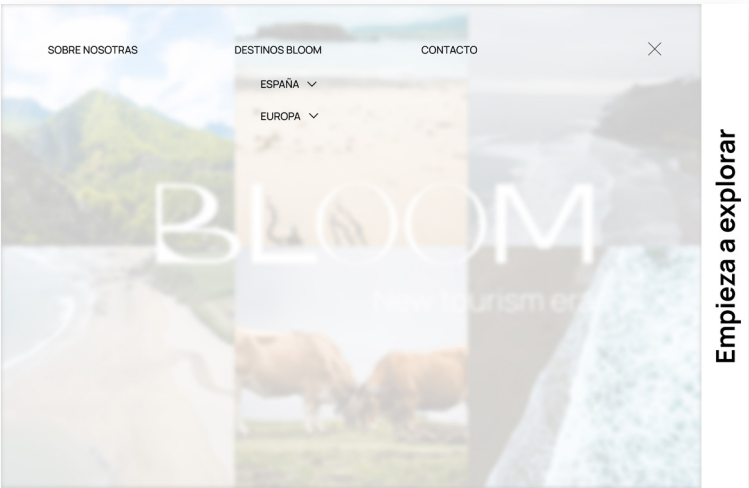 SOBRE NOSOTRAS
DESTINOS BLOOM
CONTACTO
ESPAÑA
EUROPA
BLOOM
New tourism era
Empieza a explorar